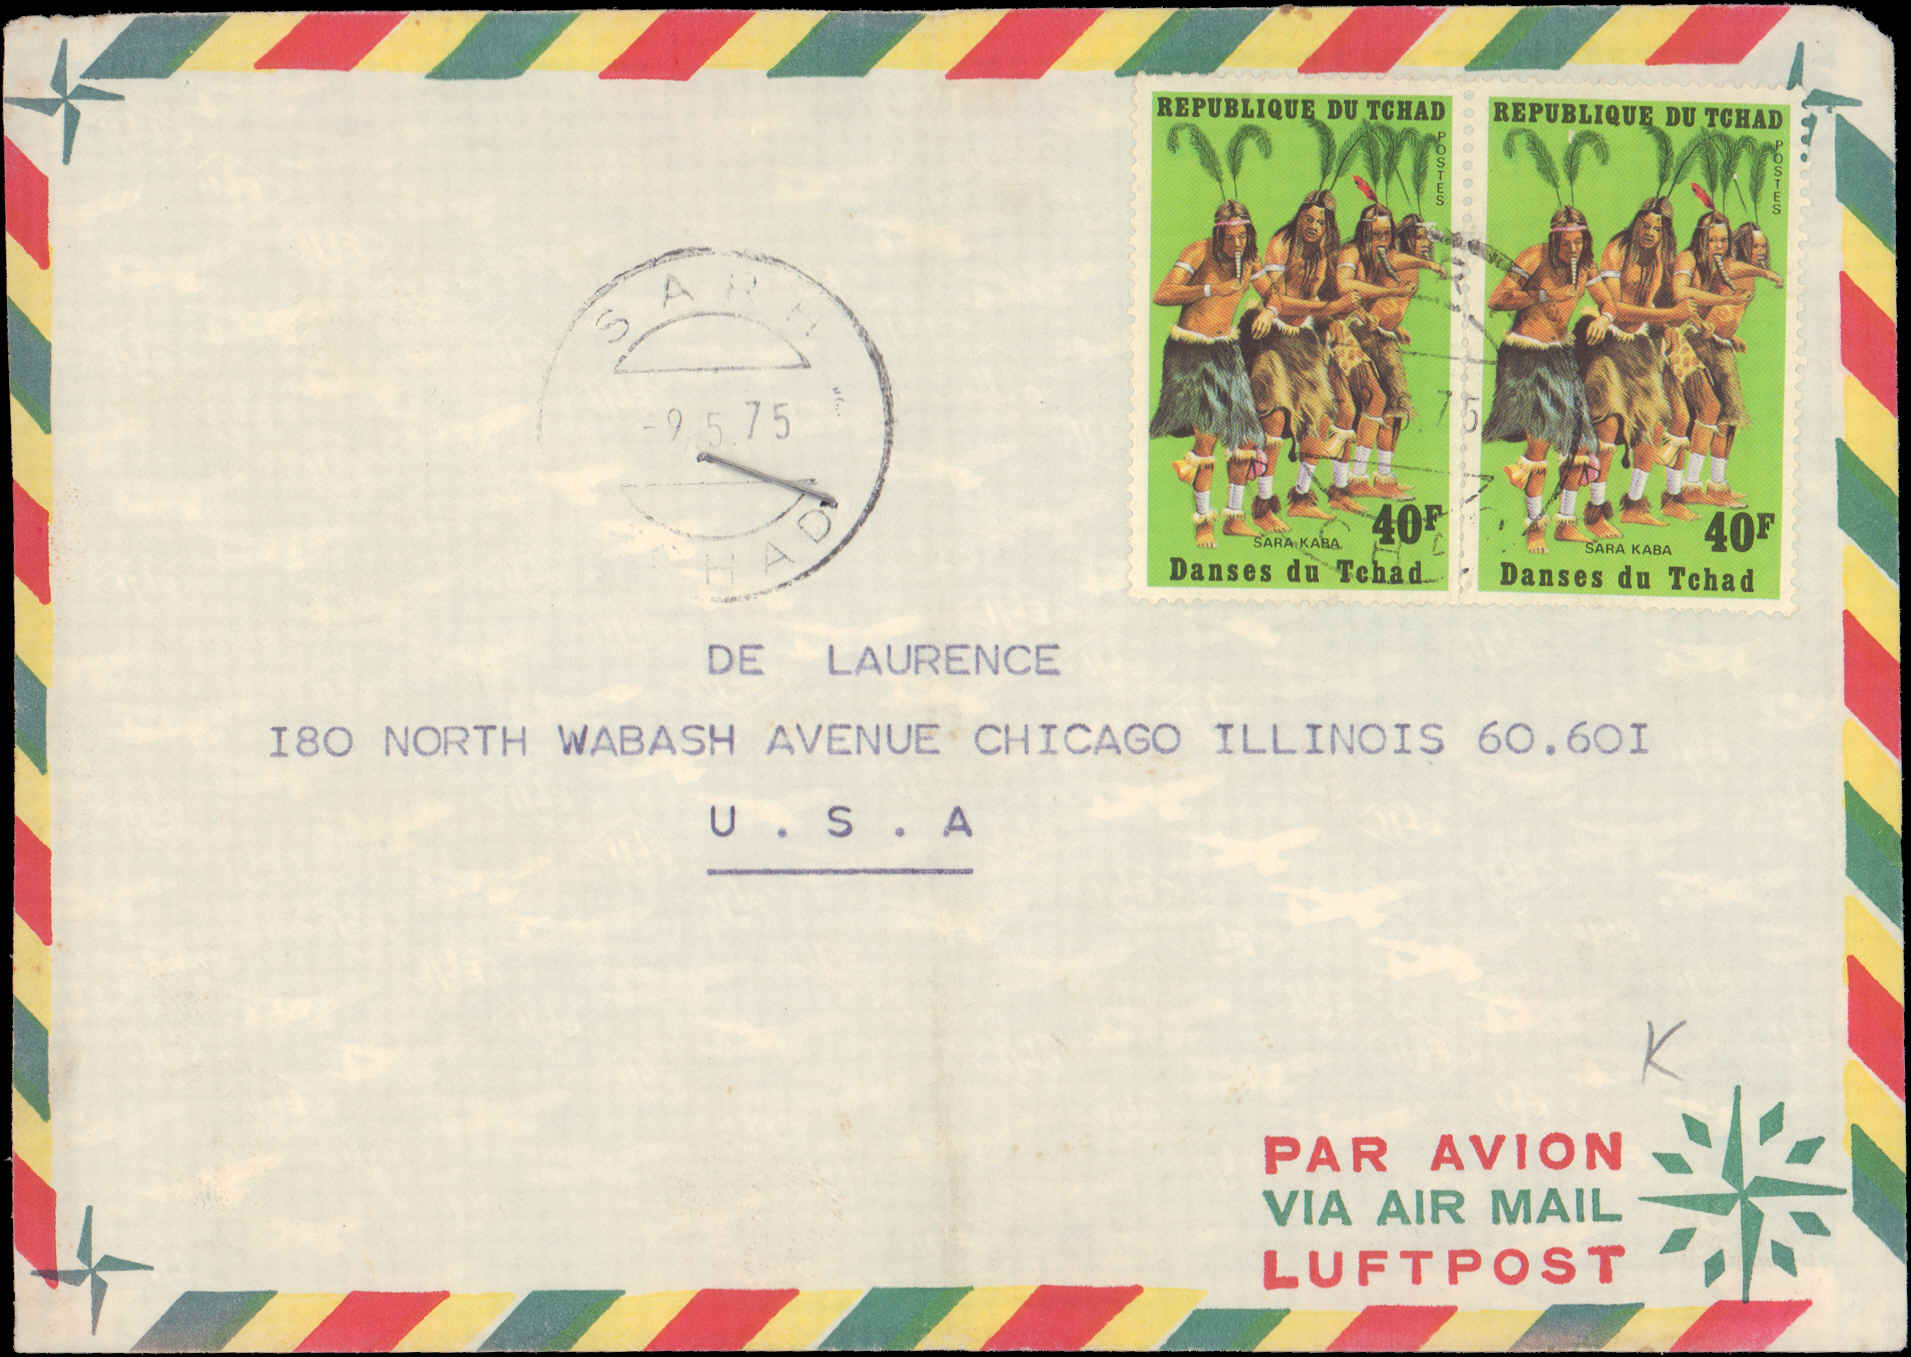 REPUBLIQUE DU TCHAD
POSTES
SARA KABA
40F
Danses du Tchad
REPUBLIQUE DU TCHAD
POSTES
SARA KABA
40F
Danses du Tchad
SARH
-9.5.75
TCHAD
75
DE LAURENCE
I80 NORTH WABASH AVENUE CHICAGO ILLINOIS 60.60I
U . S . A
K
PAR AVION
VIA AIR MAIL
LUFTPOST